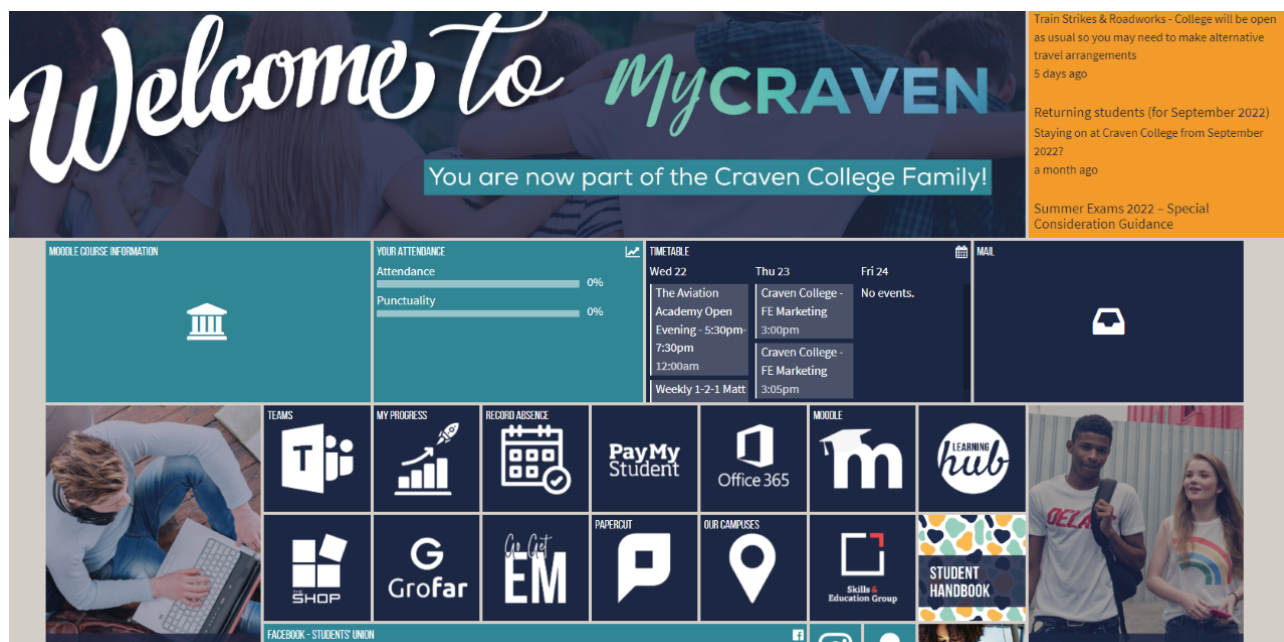 Welcome to MyCRAVEN
You are now part of the Craven College Family!
Train Strikes & Roadworks - College will be open
as usual so you may need to make alternative
travel arrangements
5 days ago
Returning students (for September 2022)
Staying on at Craven College from September
2022?
a month ago
Summer Exams 2022 – Special
Consideration Guidance
MOODLE COURSE INFORMATION
YOUR ATTENDANCE
Attendance
0%
Punctuality
0%
TIMETABLE
Wed 22
The Aviation
Academy Open
Evening - 5:30pm-
7:30pm
12:00am
Weekly 1-2-1 Matt
Thu 23
Craven College -
FE Marketing
3:00pm
Craven College -
FE Marketing
3:05pm
Fri 24
No events.
MAIL
TEAMS
T
MY PROGRESS
RECORD ABSENCE
PayMy
Student
Office 365
MOODLE
m
LEARNING
hub
THE
SHOP
G
Grofar
Go Get
EM
PAPERCUT
OUR CAMPUSES
Skills &
Education Group
STUDENT
HANDBOOK
DELA
FACEBOOK - STUDENTS' UNION